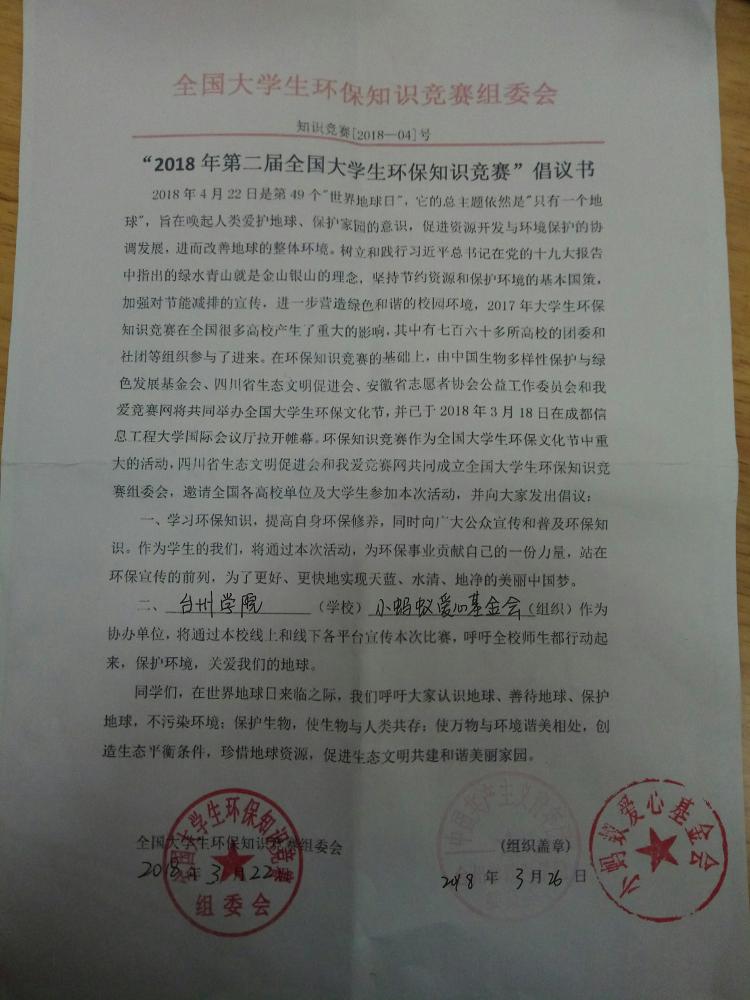 全国大学生环保知识竞赛组委会
知识竞赛[2018—04]号
“2018 年第二届全国大学生环保知识竞赛”倡议书
2018 年 4 月 22 日是第 49 个"世界地球日"，它的总主题依然是"只有一个地
球"，旨在唤起人类爱护地球、保护家园的意识，促进资源开发与环境保护的协
调发展，进而改善地球的整体环境。树立和践行习近平总书记在党的十九大报告
中指出的绿水青山就是金山银山的理念，坚持节约资源和保护环境的基本国策，
加强对节能减排的宣传，进一步营造绿色和谐的校园环境，2017 年大学生环保
知识竞赛在全国很多高校产生了重大的影响，其中有七百六十多所高校的团委和
社团等组织参与了进来。在环保知识竞赛的基础上，由中国生物多样性保护与绿
色发展基金会、四川省生态文明促进会、安徽省志愿者协会公益工作委员会和我
爱竞赛网将共同举办全国大学生环保文化节，并已于 2018 年 3 月 18 日在成都信
息工程大学国际会议厅拉开帷幕。环保知识竞赛作为全国大学生环保文化节中重
大的活动，四川省生态文明促进会和我爱竞赛网共同成立全国大学生环保知识竞
赛组委会，邀请全国各高校单位及大学生参加本次活动，并向大家发出倡议：
一、学习环保知识，提高自身环保修养，同时向广大公众宣传和普及环保知
识。作为学生的我们，将通过本次活动，为环保事业贡献自己的一份力量，站在
环保宣传的前列，为了更好、更快地实现天蓝、水清、地净的美丽中国梦。
二、台州学院（学校）小蚂蚁爱心基金会（组织）作为
协办单位，将通过本校线上和线下各平台宣传本次比赛，呼吁全校师生都行动起
来，保护环境，关爱我们的地球。
同学们，在世界地球日来临之际，我们呼吁大家认识地球、善待地球、保护
地球，不污染环境；保护生物，使生物与人类共存；使万物与环境谐美相处，创
造生态平衡条件，珍惜地球资源，促进生态文明共建和谐美丽家园。
全国大学生环保知识竞赛组委会
（组织盖章）
2018 年 3 月 22 日
2018 年 3 月 26 日
全国大学生环保知识竞赛
组委会
小蚂蚁爱心基金会